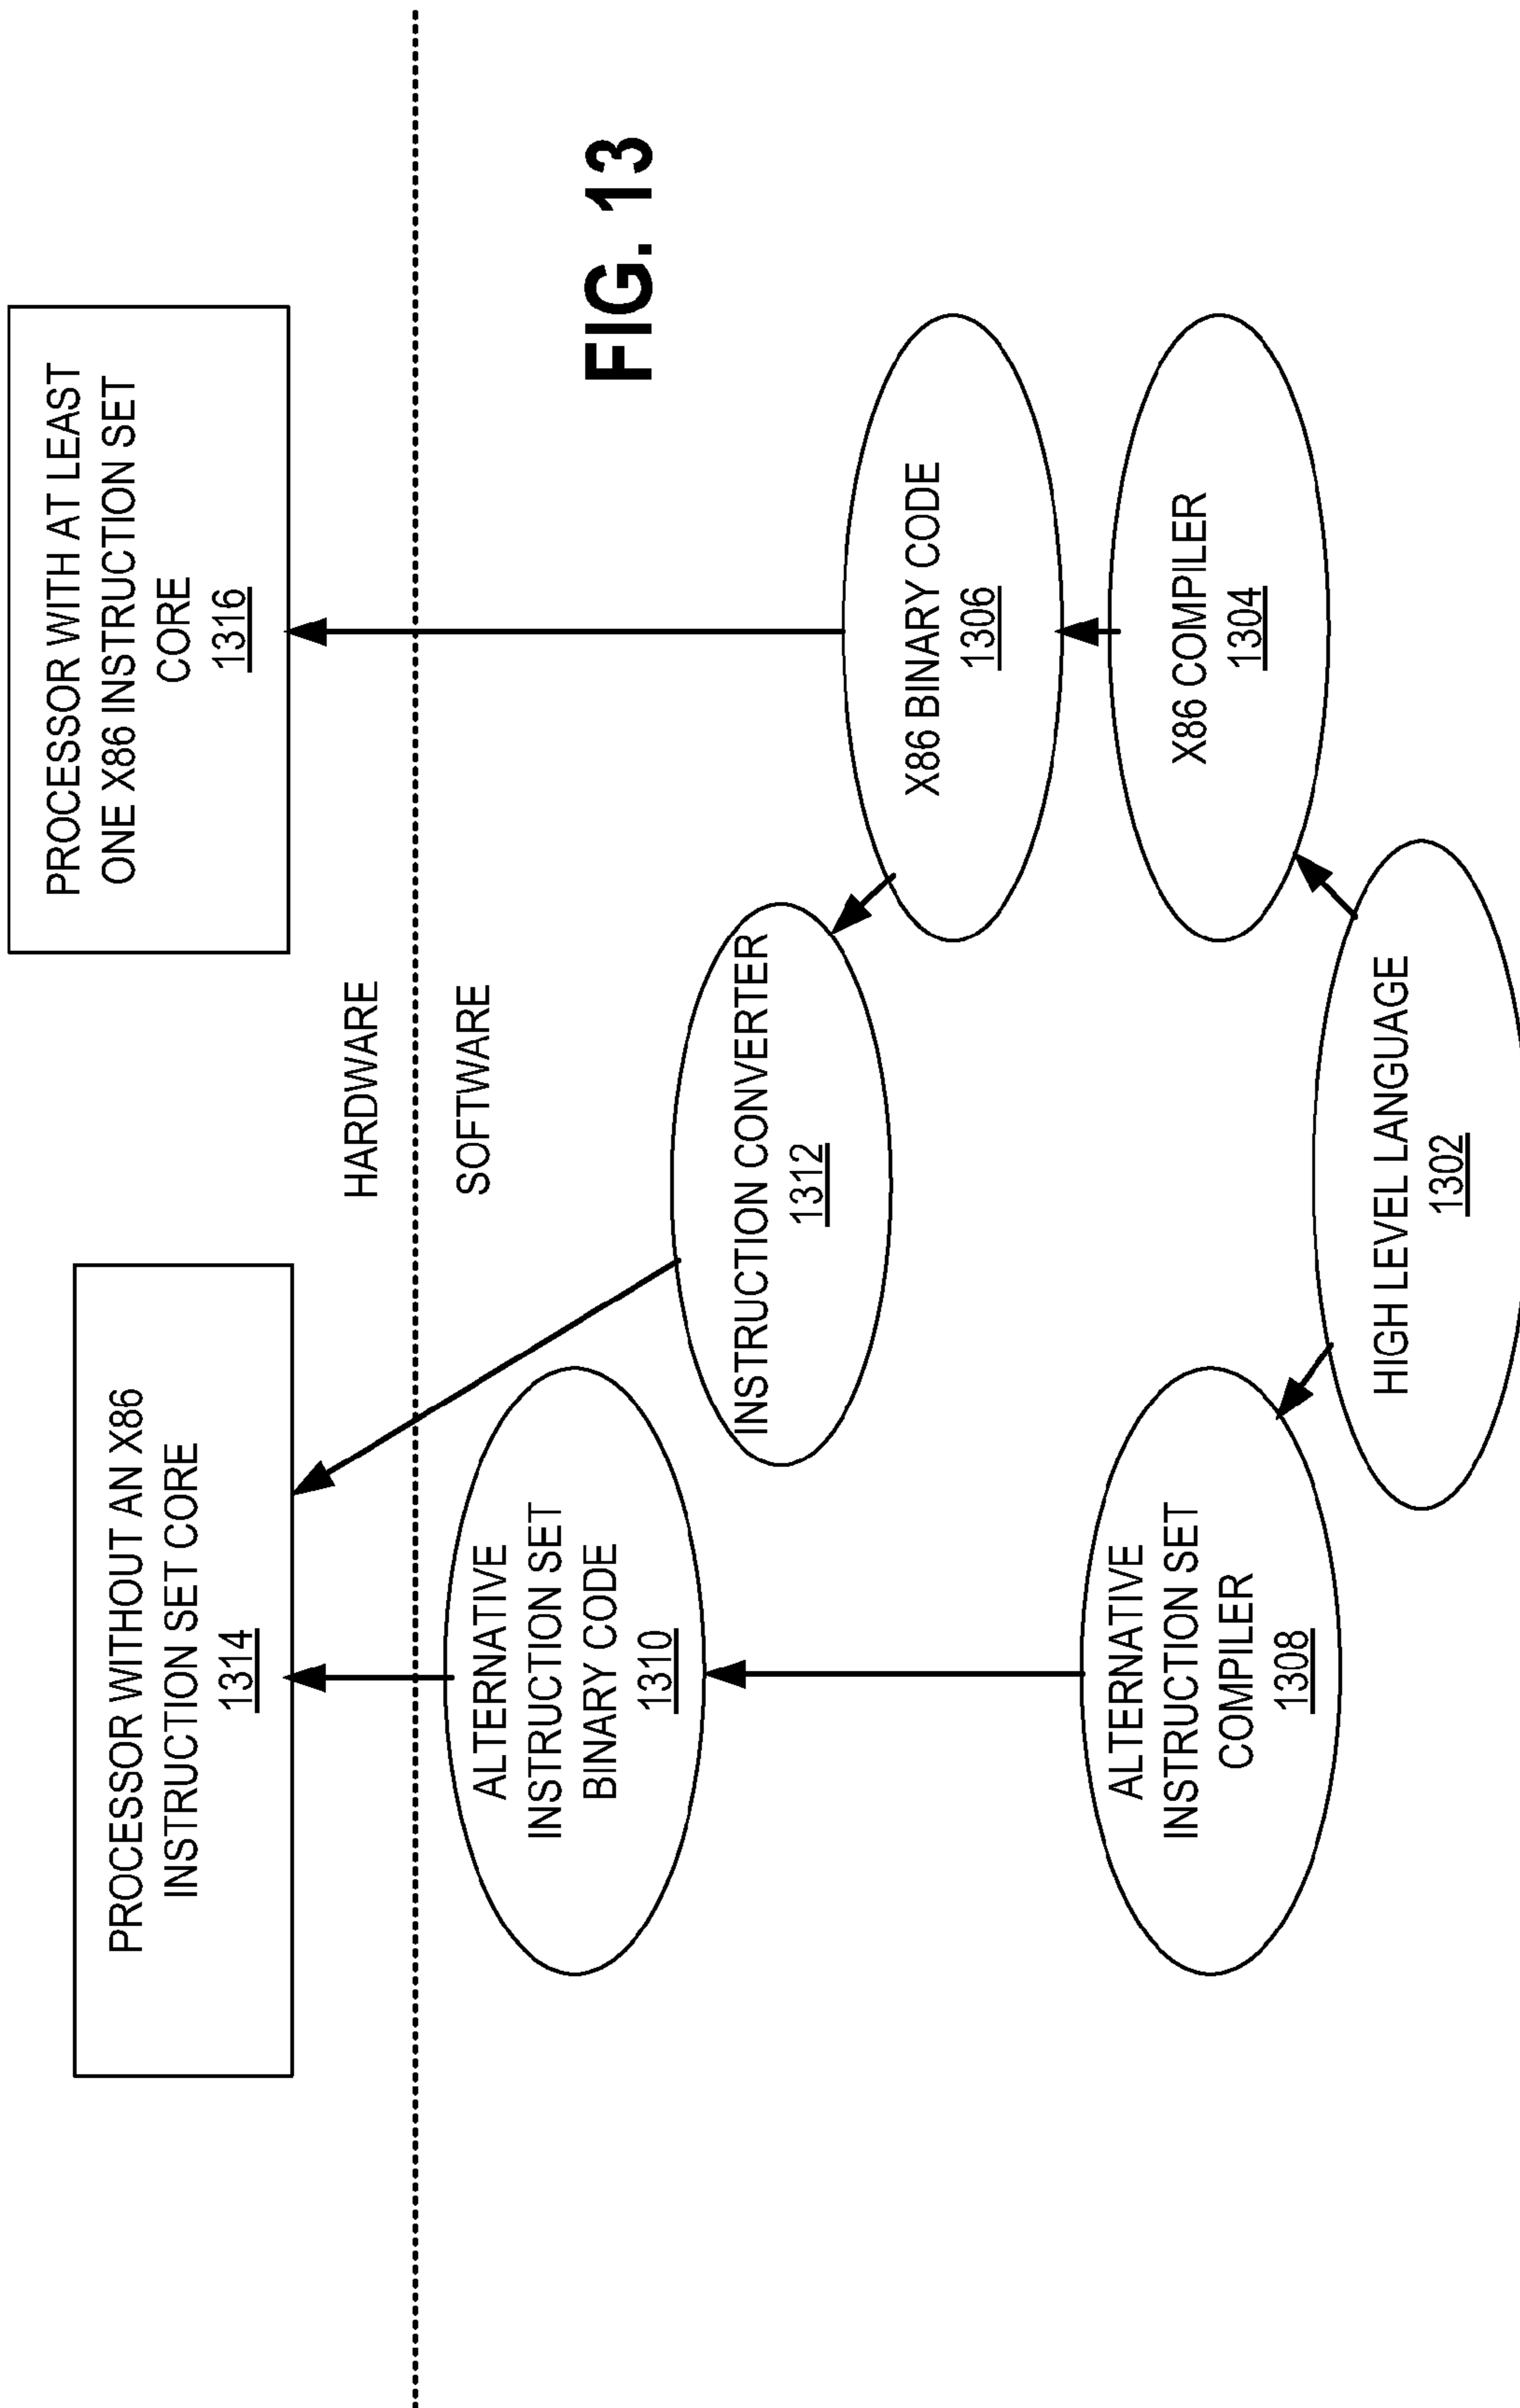 PROCESSOR WITHOUT AN X86
INSTRUCTION SET CORE
1314
PROCESSOR WITH AT LEAST
ONE X86 INSTRUCTION SET
CORE
1316
HARDWARE
SOFTWARE
ALTERNATIVE
INSTRUCTION SET
BINARY CODE
1310
FIG. 13
INSTRUCTION CONVERTER
1312
X86 BINARY CODE
1306
ALTERNATIVE
INSTRUCTION SET
COMPILER
1308
X86 COMPILER
1304
HIGH LEVEL LANGUAGE
1302